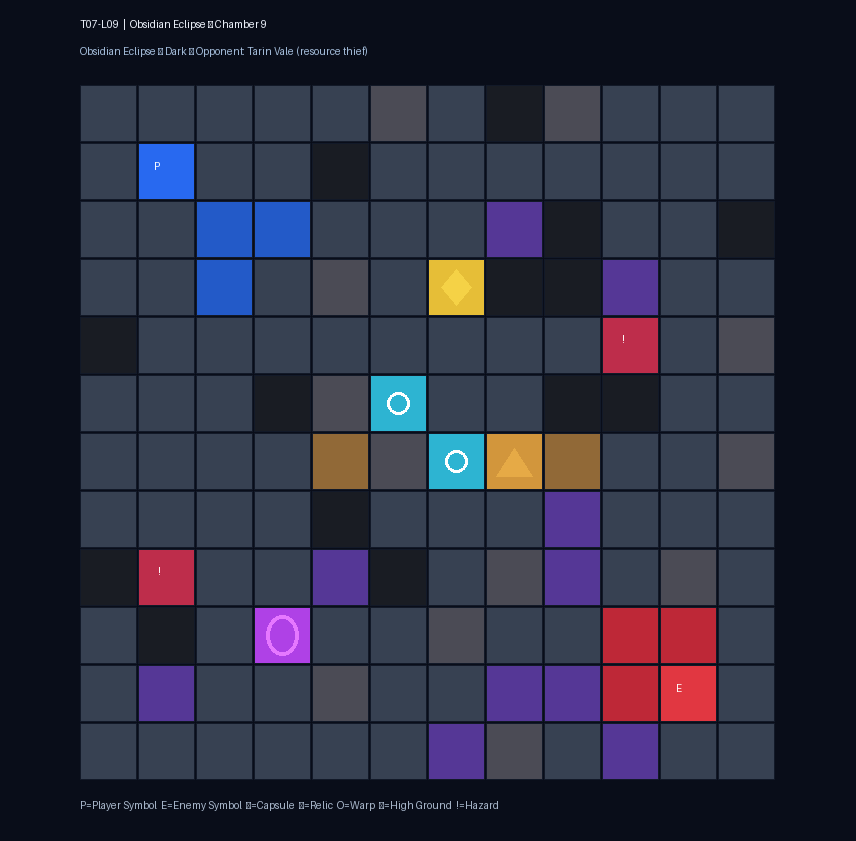 T07-L09 | Obsidian Eclipse □ Chamber 9
Obsidian Eclipse □ Dark □ Opponent: Tarin Vale (resource thief)
P
!
!
E
P=Player Symbol E=Enemy Symbol □=Capsule □=Relic O=Warp □=High Ground !=Hazard